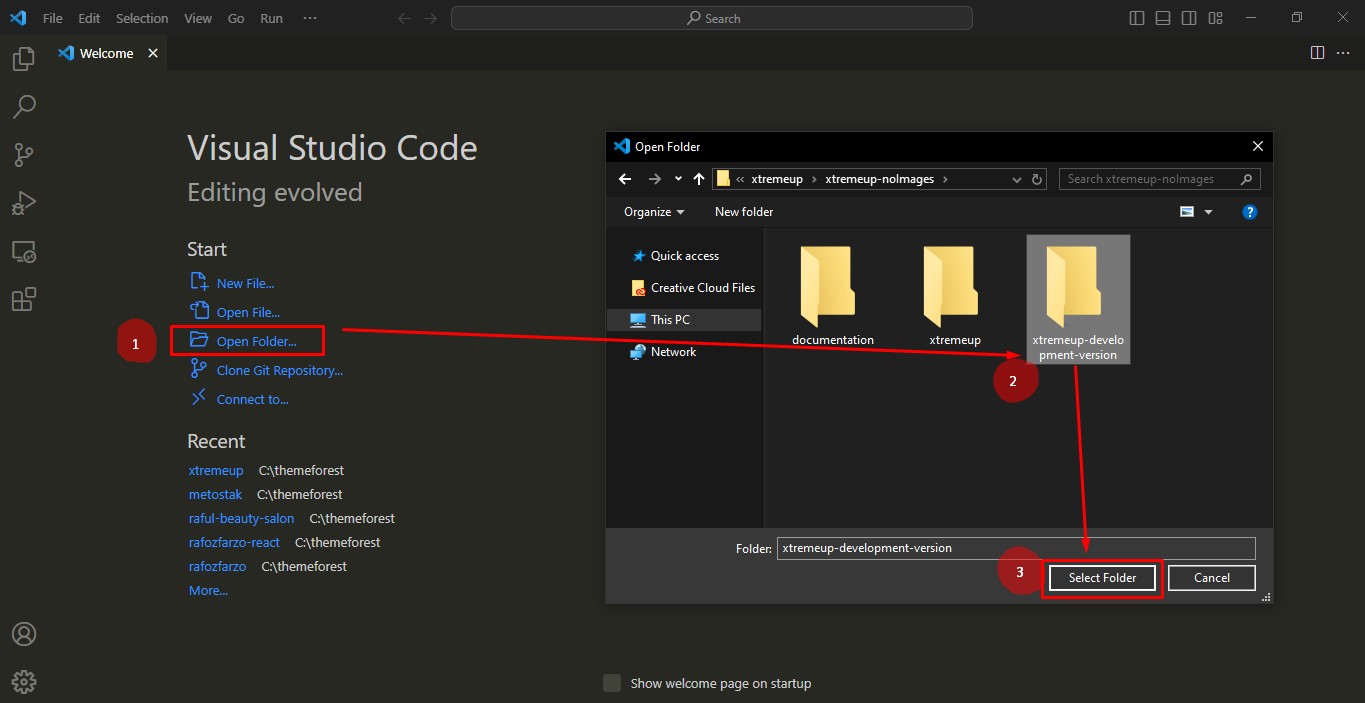 File Edit Selection View Go Run ···
Search
Welcome
Visual Studio Code
Editing evolved
Start
New File...
Open File...
1
Open Folder...
Clone Git Repository...
Connect to...
Recent
xtremeup C:\themeforest
metostak C:\themeforest
raful-beauty-salon C:\themeforest
rafozfarzo-react C:\themeforest
rafozfarzo C:\themeforest
More...
Open Folder
« xtremeup › xtremeup-noImages ›
Search xtremeup-noImages
Organize New folder
?
Quick access
Creative Cloud Files
This PC
Network
documentation
xtremeup
xtremeup-develo
pment-version
2
Folder: xtremeup-development-version
3
Select Folder Cancel
Show welcome page on startup